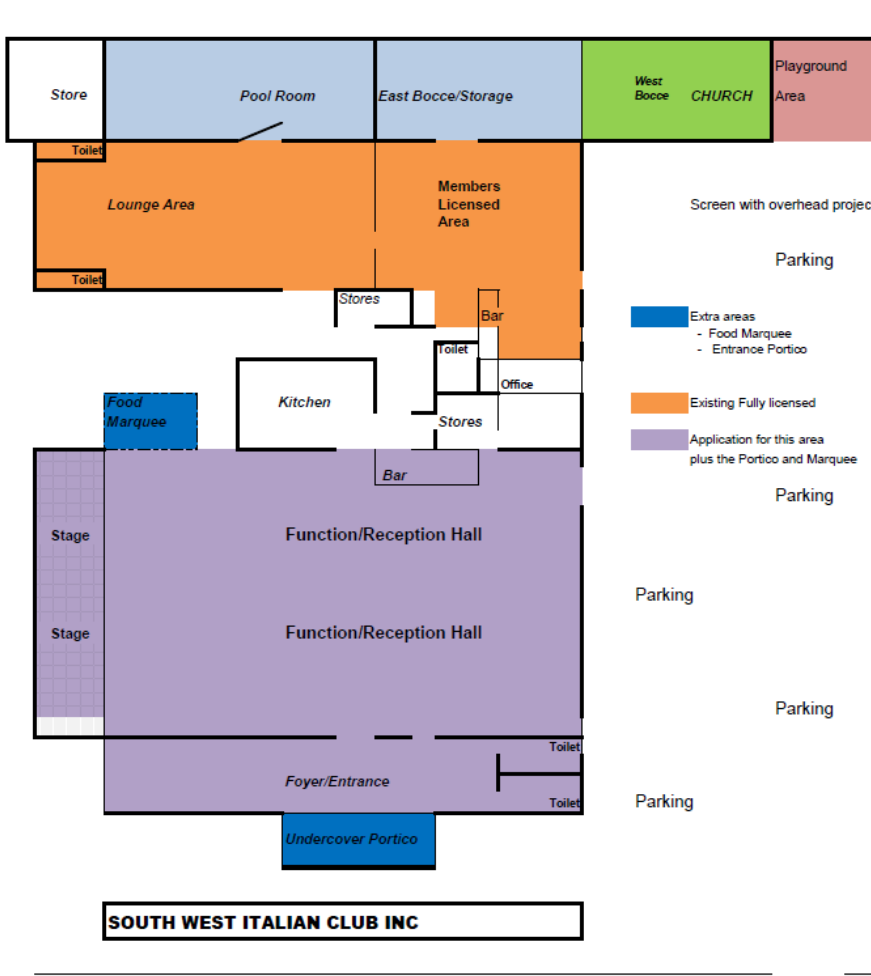 Store
Pool Room
East Bocce/Storage
West
Bocce
CHURCH
Playground
Area
Toilet
Lounge Area
Members
Licensed
Area
Screen with overhead projec
Parking
Toilet
Stores
Bar
Extra areas
- Food Marquee
- Entrance Portico
Toilet
Office
Food
Marquee
Kitchen
Stores
Existing Fully licensed
Application for this area
plus the Portico and Marquee
Bar
Parking
Stage
Function/Reception Hall
Parking
Stage
Function/Reception Hall
Parking
Toilet
Foyer/Entrance
Toilet
Parking
Undercover Portico
SOUTH WEST ITALIAN CLUB INC